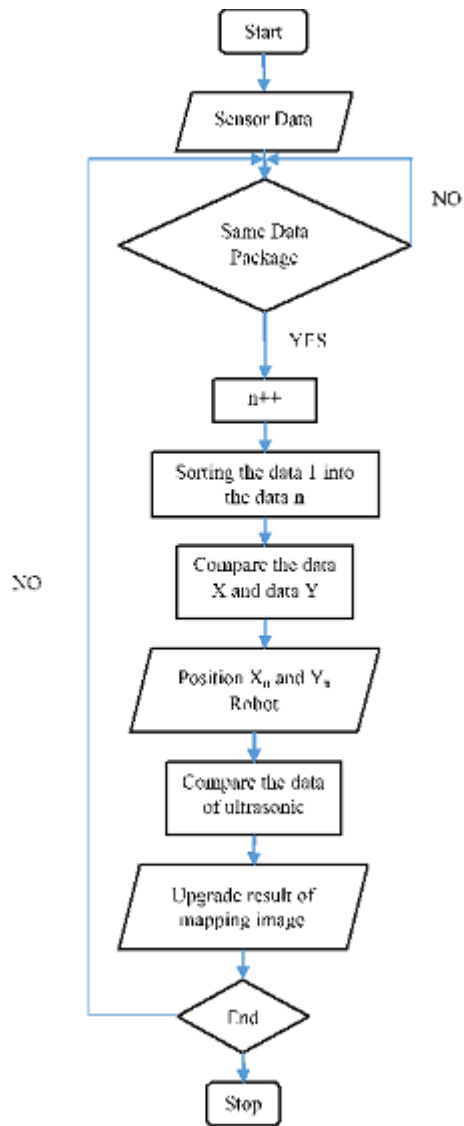 Start
Sensor Data
NO
Same Data
Package
YES
n++
Sorting the data 1 into
the data n
NO
Compare the data
X and data Y
Position Xₙ and Yₙ
Robot
Compare the data
of ultrasonic
Upgrade result of
mapping image
End
Stop